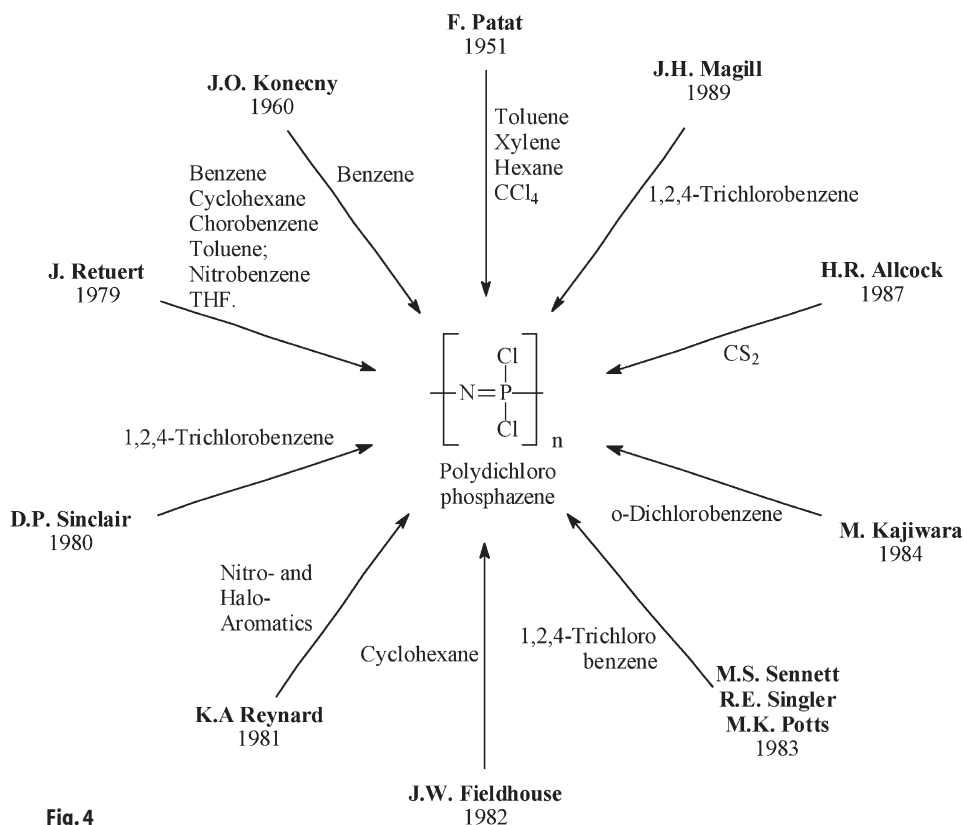 F. Patat
1951
J.O. Konecny
1960
J.H. Magill
1989
Toluene
Xylene
Hexane
CCl4
Benzene
Benzene
Cyclohexane
Chorobenzene
Toluene;
Nitrobenzene
THF.
1,2,4-Trichlorobenzene
J. Retuert
1979
H.R. Allcock
1987
CS2
Cl
N=P
Cl
n
Polydichloro
phosphazene
1,2,4-Trichlorobenzene
D.P. Sinclair
1980
o-Dichlorobenzene
M. Kajiwara
1984
Nitro- and
Halo-
Aromatics
Cyclohexane
1,2,4-Trichloro
benzene
K.A Reynard
1981
M.S. Sennett
R.E. Singler
M.K. Potts
1983
J.W. Fieldhouse
1982
Fig. 4